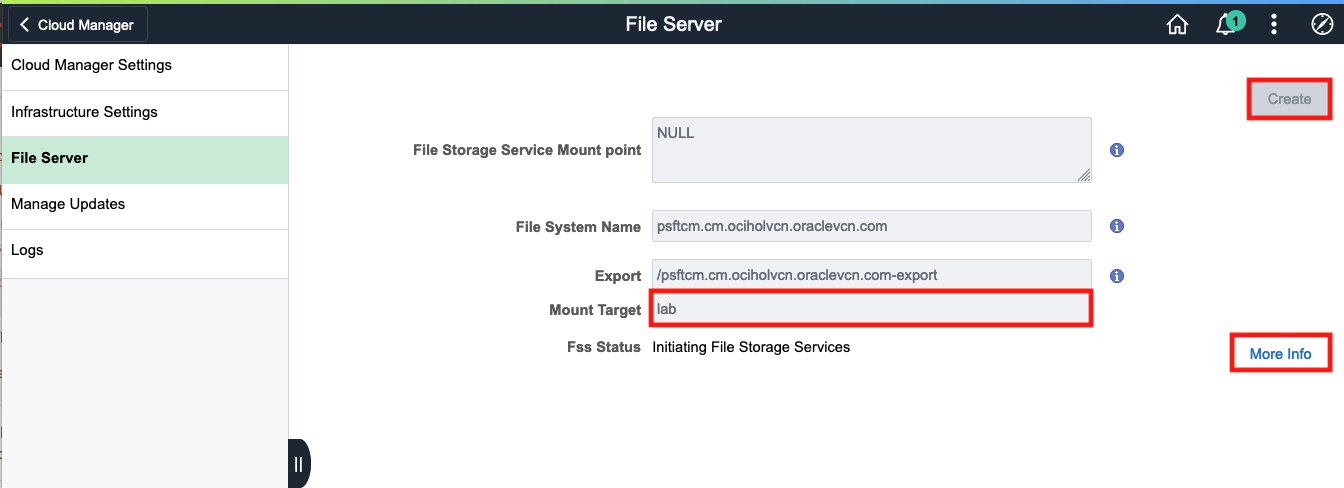 Cloud Manager
File Server
1
Cloud Manager Settings
Infrastructure Settings
File Server
Manage Updates
Logs
Create
File Storage Service Mount point
NULL
File System Name
psftcm.cm.ociholvcn.oraclevcn.com
Export
/psftcm.cm.ociholvcn.oraclevcn.com-export
Mount Target
lab
Fss Status
Initiating File Storage Services
More Info